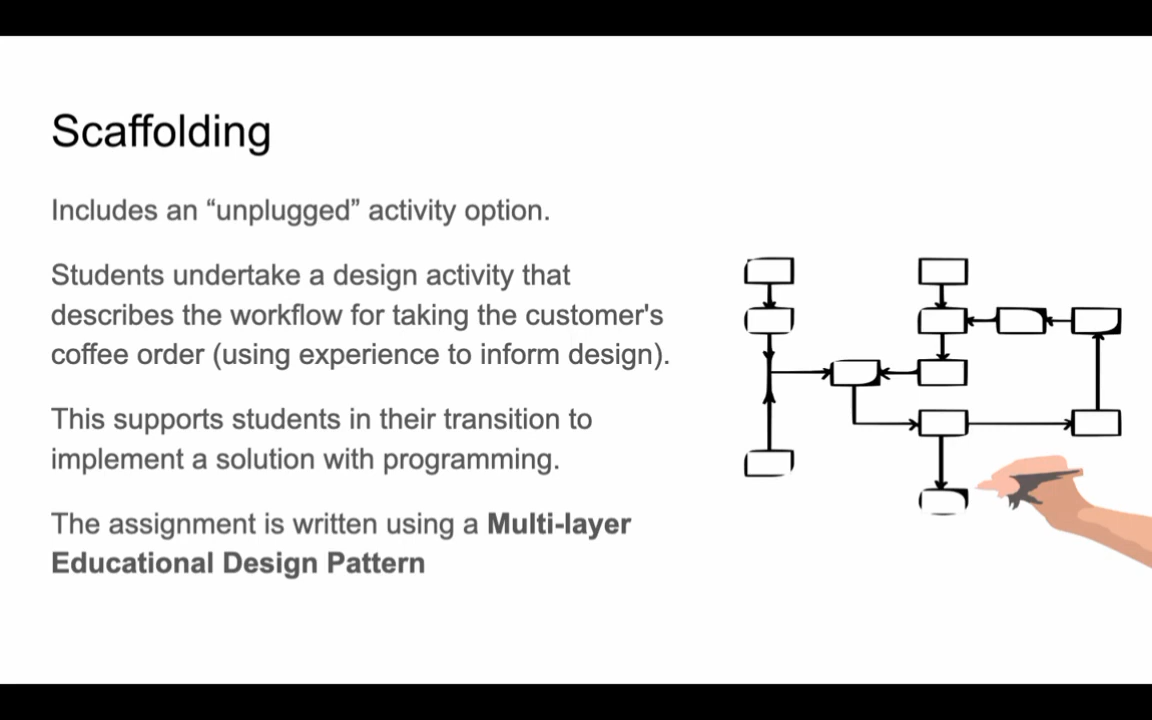 Scaffolding
Includes an “unplugged” activity option.
Students undertake a design activity that
describes the workflow for taking the customer's
coffee order (using experience to inform design).
This supports students in their transition to
implement a solution with programming.
The assignment is written using a Multi-layer
Educational Design Pattern